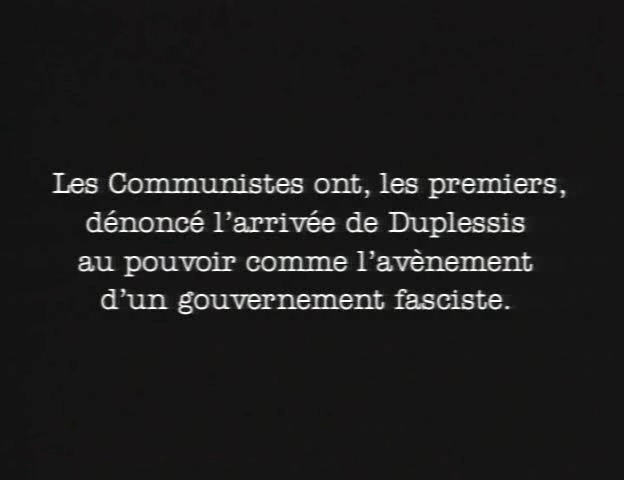 Les Communistes ont, les premiers,
dénoncé l'arrivée de Duplessis
au pouvoir comme l'avènement
d'un gouvernement fasciste.